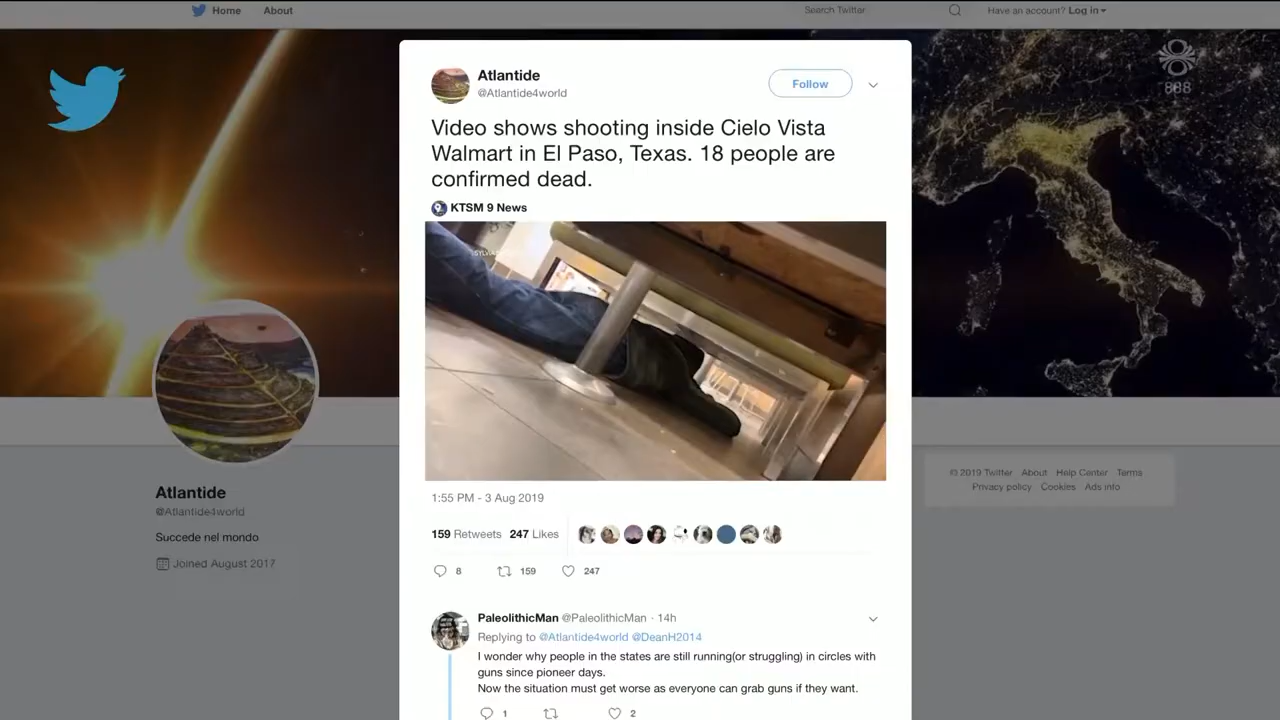 Home About
Search Twitter
Have an account? Log in
888
Atlantide
@Atlantide4world
Follow
Video shows shooting inside Cielo Vista
Walmart in El Paso, Texas. 18 people are
confirmed dead.
KTSM 9 News
1:55 PM - 3 Aug 2019
159 Retweets 247 Likes
8 159 247
PaleolithicMan @PaleolithicMan · 14h
Replying to @Atlantide4world @DeanH2014
I wonder why people in the states are still running(or struggling) in circles with
guns since pioneer days.
Now the situation must get worse as everyone can grab guns if they want.
1 2
Atlantide
@Atlantide4world
Succede nel mondo
Joined August 2017
© 2019 Twitter About Help Center Terms
Privacy policy Cookies Ads info